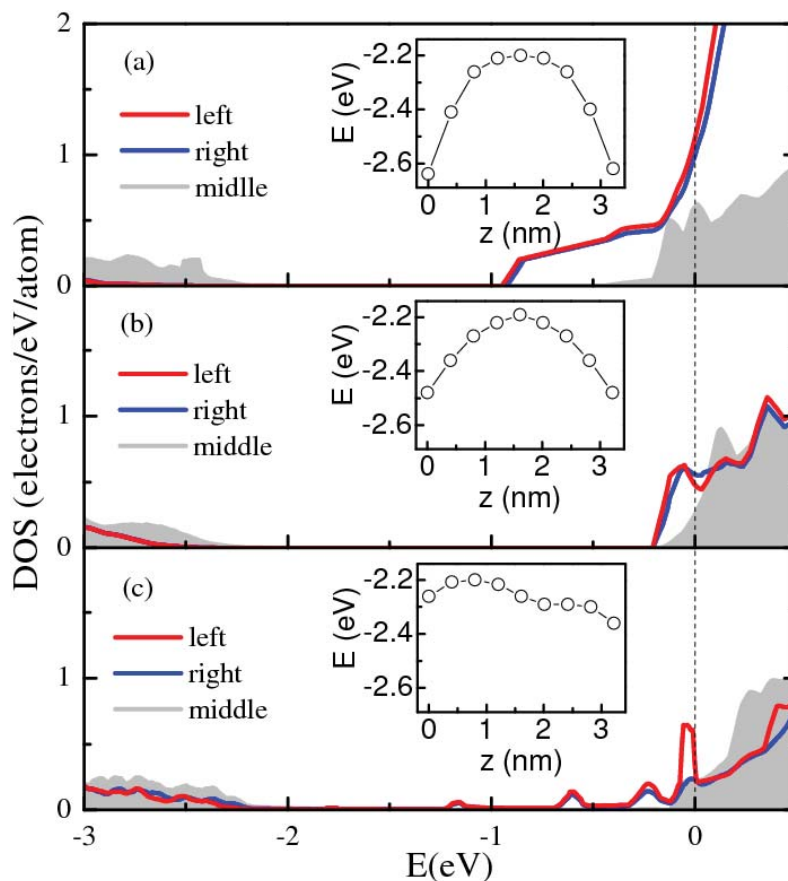 DOS (electrons/eV/atom)
2
1
0
(a)
left
right
midlle
E (eV)
-2.2
-2.4
-2.6
0 1 2 3
z (nm)
1
0
(b)
left
right
middle
E (eV)
-2.2
-2.4
-2.6
0 1 2 3
z (nm)
1
0
(c)
left
right
middle
E (eV)
-2.2
-2.3
-2.6
0 1 2 3
z (nm)
-3 -2 -1 0
E(eV)